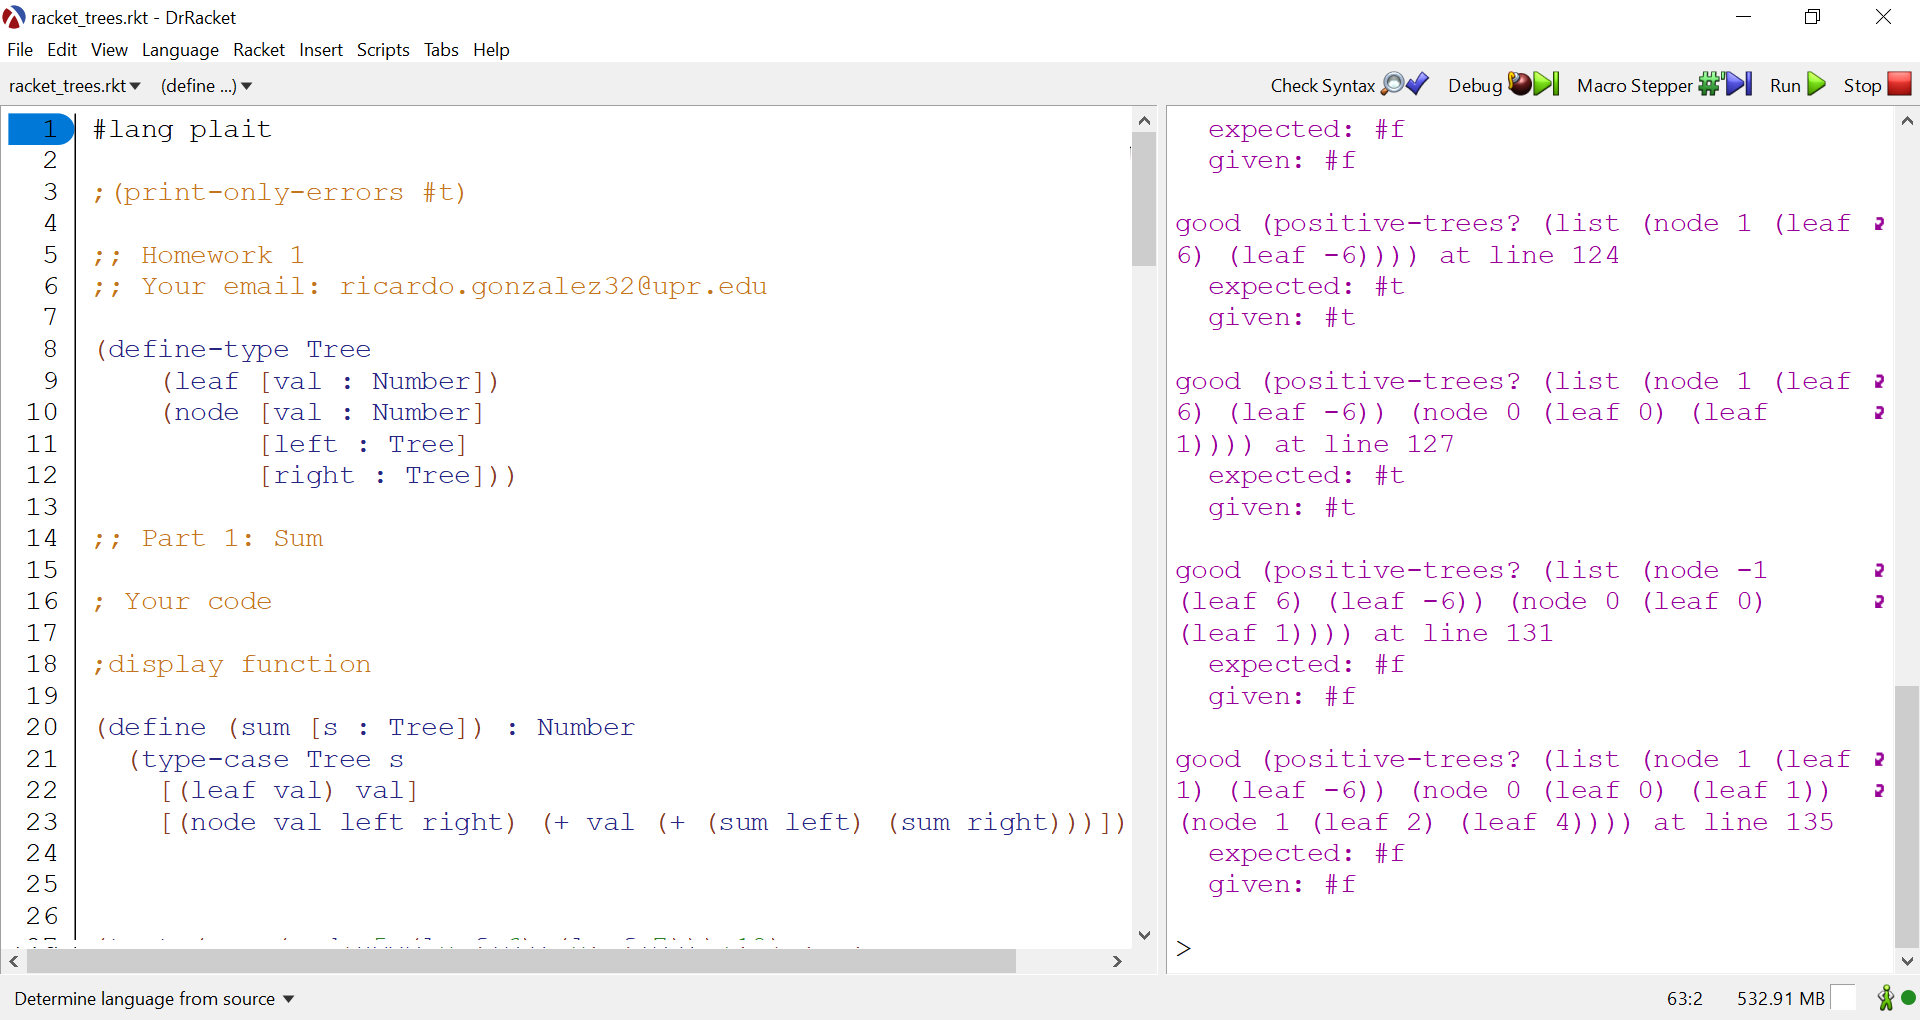 racket_trees.rkt - DrRacket
File Edit View Language Racket Insert Scripts Tabs Help
racket_trees.rkt (define ...) Check Syntax Debug Macro Stepper Run Stop
1 #lang plait
2
3 ;(print-only-errors #t)
4
5 ;; Homework 1
6 ;; Your email: ricardo.gonzalez32@upr.edu
7
8 (define-type Tree
9 (leaf [val : Number])
10 (node [val : Number]
11 [left : Tree]
12 [right : Tree]))
13
14 ;; Part 1: Sum
15
16 ; Your code
17
18 ;display function
19
20 (define (sum [s : Tree]) : Number
21 (type-case Tree s
22 [(leaf val) val]
23 [(node val left right) (+ val (+ (sum left) (sum right)))])
24
25
26
expected: #f
given: #f
good (positive-trees? (list (node 1 (leaf
6) (leaf -6)))) at line 124
expected: #t
given: #t
good (positive-trees? (list (node 1 (leaf
6) (leaf -6)) (node 0 (leaf 0) (leaf
1)))) at line 127
expected: #t
given: #t
good (positive-trees? (list (node -1
(leaf 6) (leaf -6)) (node 0 (leaf 0)
(leaf 1)))) at line 131
expected: #f
given: #f
good (positive-trees? (list (node 1 (leaf
1) (leaf -6)) (node 0 (leaf 0) (leaf 1))
(node 1 (leaf 2) (leaf 4)))) at line 135
expected: #f
given: #f
>
Determine language from source 63:2 532.91 MB